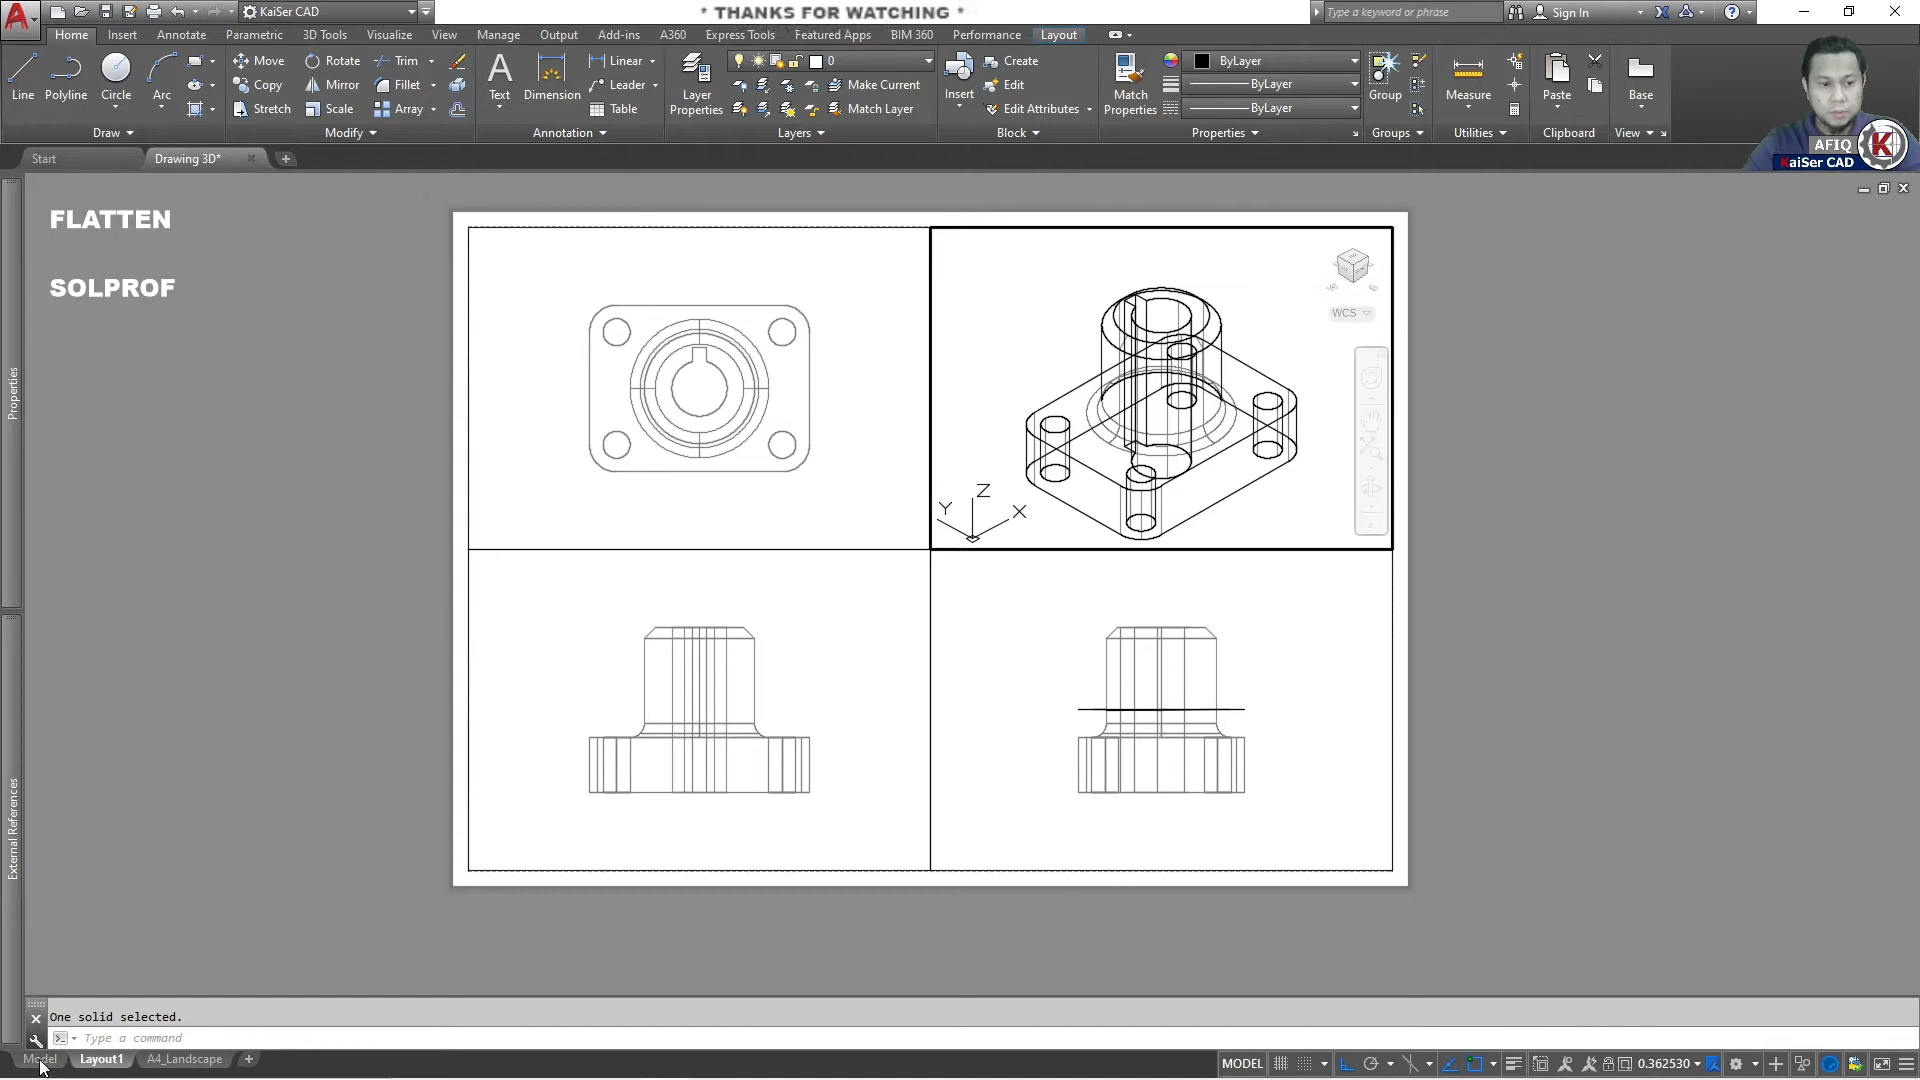 KaiSer CAD
* THANKS FOR WATCHING *
Type a keyword or phrase
Sign In
Home Insert Annotate Parametric 3D Tools Visualize View Manage Output Add-ins A360 Express Tools Featured Apps BIM 360 Performance Layout
Line
Polyline
Circle
Arc
Move
Copy
Stretch
Rotate
Mirror
Scale
Trim
Fillet
Array
Text
Dimension
Linear
Leader
Table
Layer
Properties
0
Make Current
Match Layer
Insert
Create
Edit
Edit Attributes
Match
Properties
ByLayer
ByLayer
ByLayer
Group
Measure
Paste
Base
Draw
Modify
Annotation
Layers
Block
Properties
Groups
Utilities
Clipboard
View
AFIQ
KaiSer CAD
K
Start
Drawing 3D*
FLATTEN
SOLPROF
Properties
External References
WCS
Z
Y
X
One solid selected.
Type a command
Model
Layout1
A4_Landscape
MODEL
0.362530